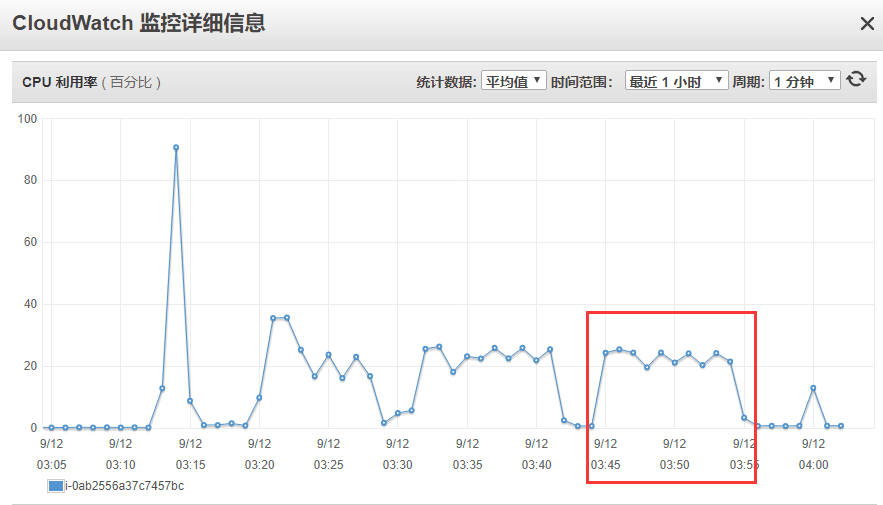 CloudWatch 监控详细信息
CPU 利用率 ( 百分比 ) 统计数据: 平均值 时间范围: 最近 1 小时 周期: 1 分钟
100
80
60
40
20
0
9/12 9/12 9/12 9/12 9/12 9/12 9/12 9/12 9/12 9/12 9/12 9/12
03:05 03:10 03:15 03:20 03:25 03:30 03:35 03:40 03:45 03:50 03:55 04:00
i-0ab2556a37c7457bc